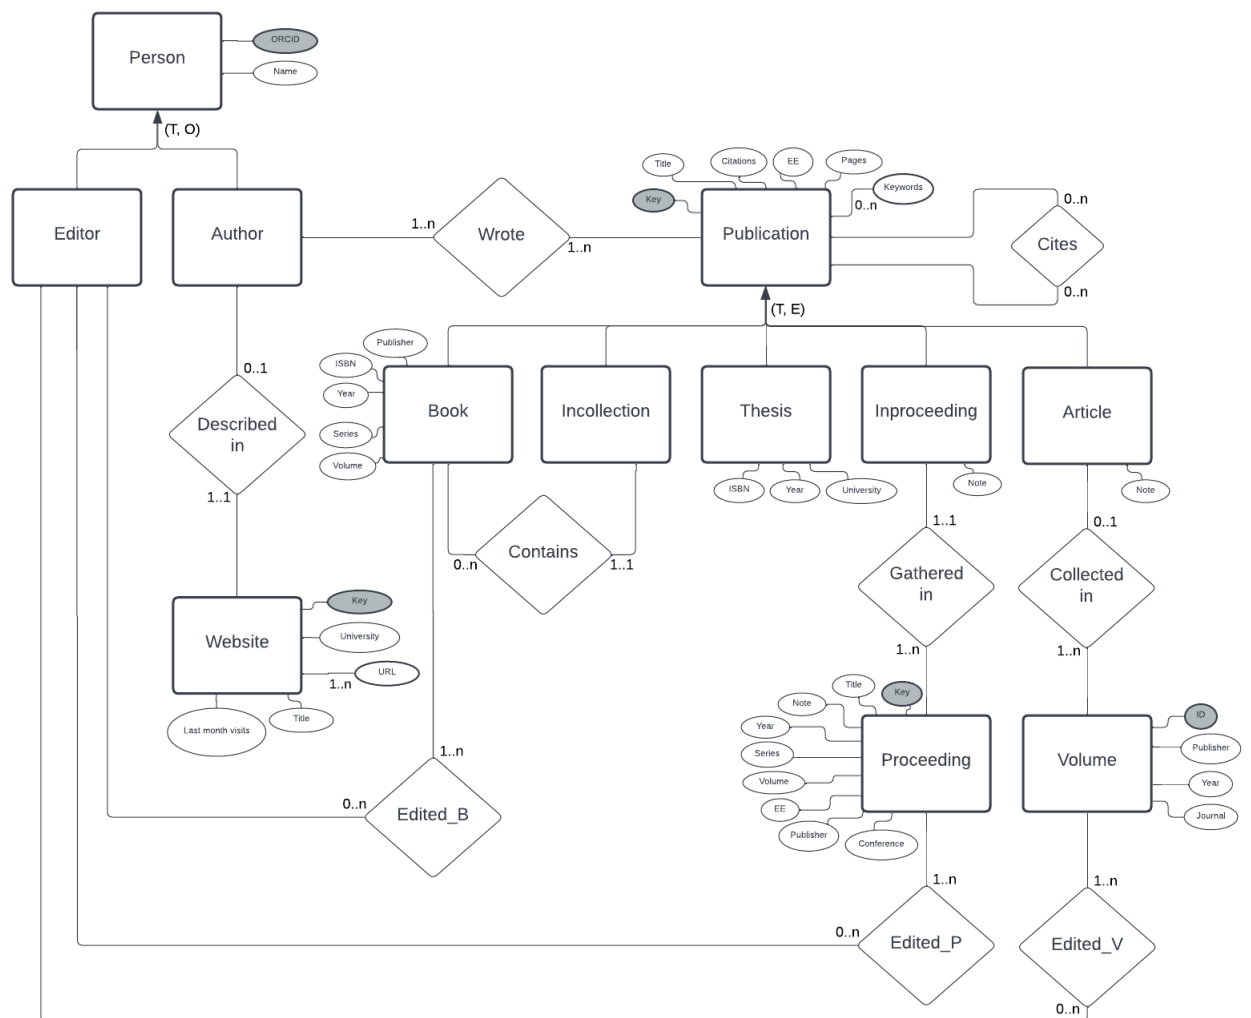 ORCID
Person
Name
(T, O)
Title
Citations
EE
Pages
Key
Keywords
0..n
0..n
Editor
Author
1..n
Wrote
1..n
Publication
Cites
0..n
(T, E)
Publisher
ISBN
Year
Series
Volume
Book
Incollection
Thesis
Inproceeding
Article
0..1
Described
in
1..1
ISBN
Year
University
Note
Note
0..n
Contains
1..1
1..1
Gathered
in
1..n
0..1
Collected
in
1..n
Website
Key
University
URL
1..n
Last month visits
Title
Title
Key
Note
Year
Series
Volume
EE
Publisher
Conference
Proceeding
Volume
ID
Publisher
Year
Journal
1..n
0..n
Edited_B
1..n
0..n
Edited_P
1..n
Edited_V
0..n